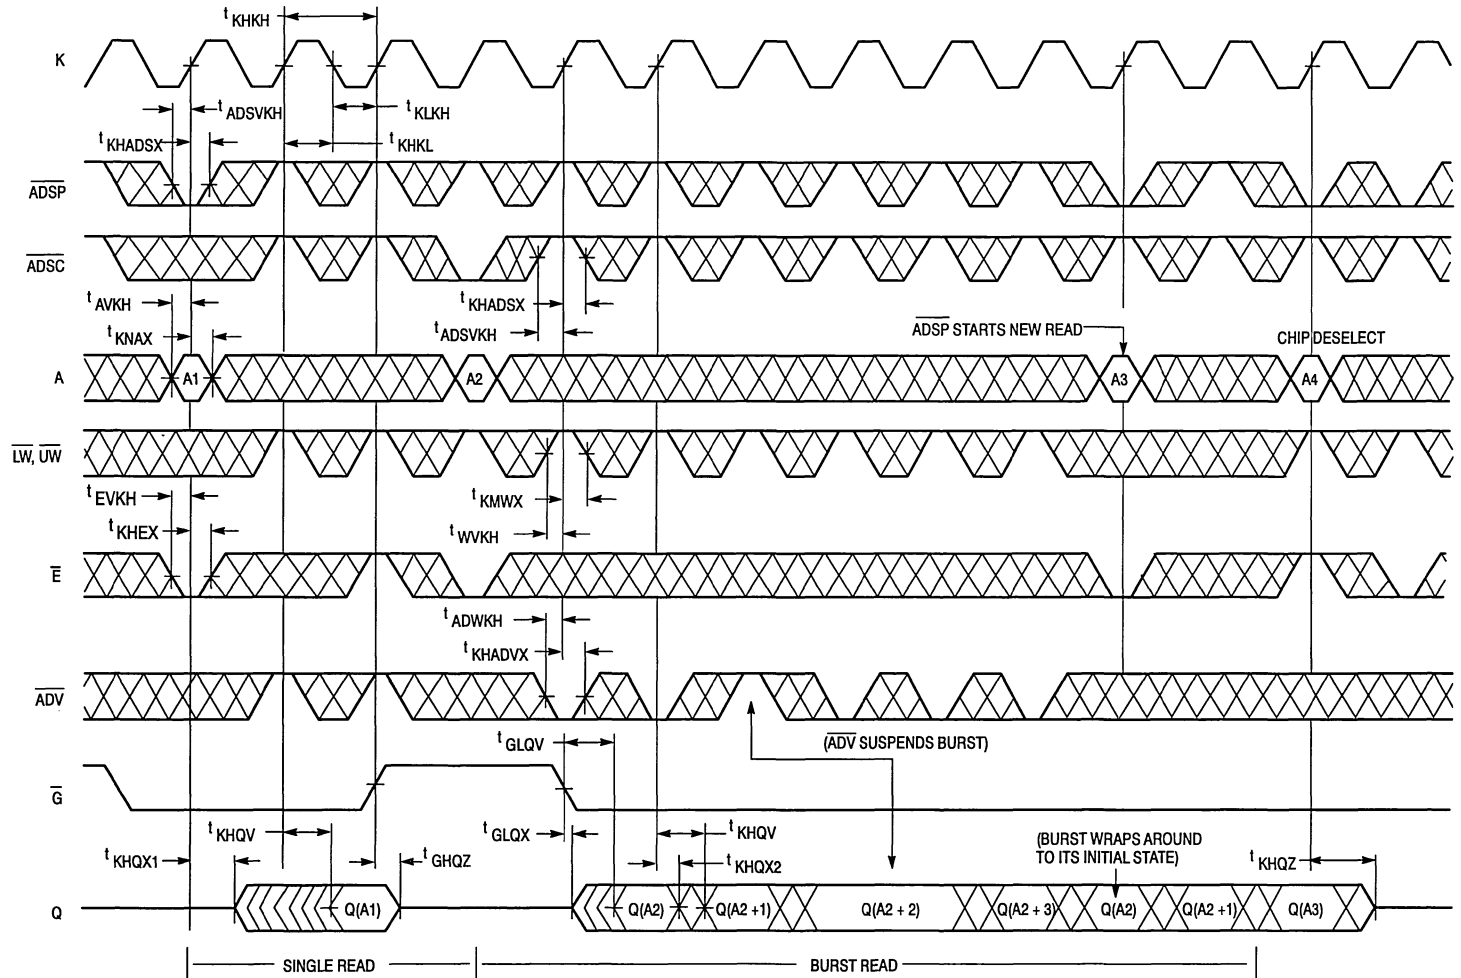 t KHKH
K
t ADSVKH
t KLKH
t KHADSX
t KHKL
ADSP
ADSC
t AVKH
t KHADSX
t KNAX
t ADSVKH
ADSP STARTS NEW READ
CHIP DESELECT
A
A1
A2
A3
A4
LW, UW
t EVKH
t KMWX
t KHEX
t WVKH
E
t ADWKH
t KHADVX
ADV
t GLQV
(ADV SUSPENDS BURST)
G
t KHQV
t GLQX
t KHQV
(BURST WRAPS AROUND
TO ITS INITIAL STATE)
t KHQX1
t GHQZ
t KHQX2
t KHQZ
Q
Q(A1)
Q(A2)
Q(A2 +1)
Q(A2 + 2)
Q(A2 + 3)
Q(A2)
Q(A2 +1)
Q(A3)
SINGLE READ
BURST READ